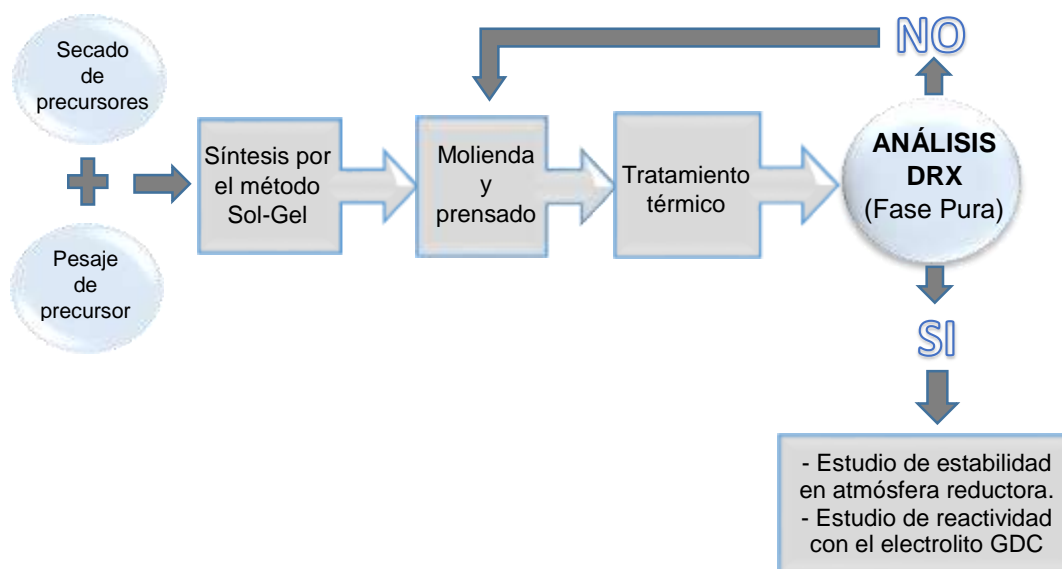 Secado
de
precursores
Pesaje
de
precursor
Síntesis por
el método
Sol-Gel
Molienda
y
prensado
Tratamiento
térmico
ANÁLISIS
DRX
(Fase Pura)
NO
SI
- Estudio de estabilidad
en atmósfera reductora.
- Estudio de reactividad
con el electrolito GDC